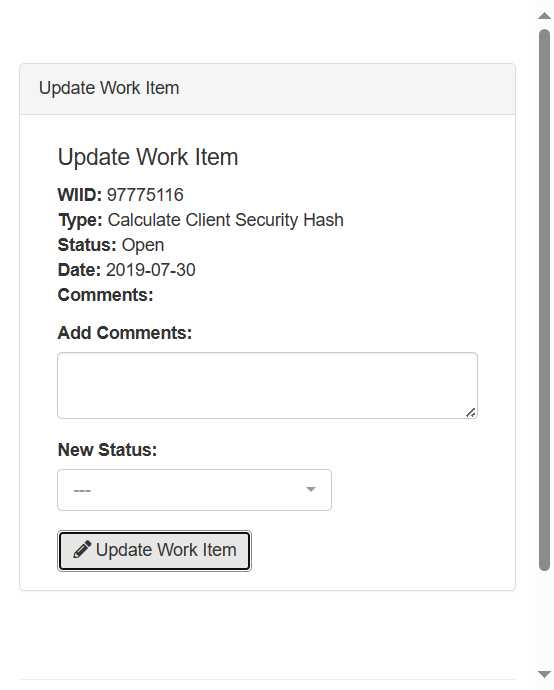 Update Work Item
Update Work Item
WIID: 97775116
Type: Calculate Client Security Hash
Status: Open
Date: 2019-07-30
Comments:
Add Comments:
New Status:
---
Update Work Item